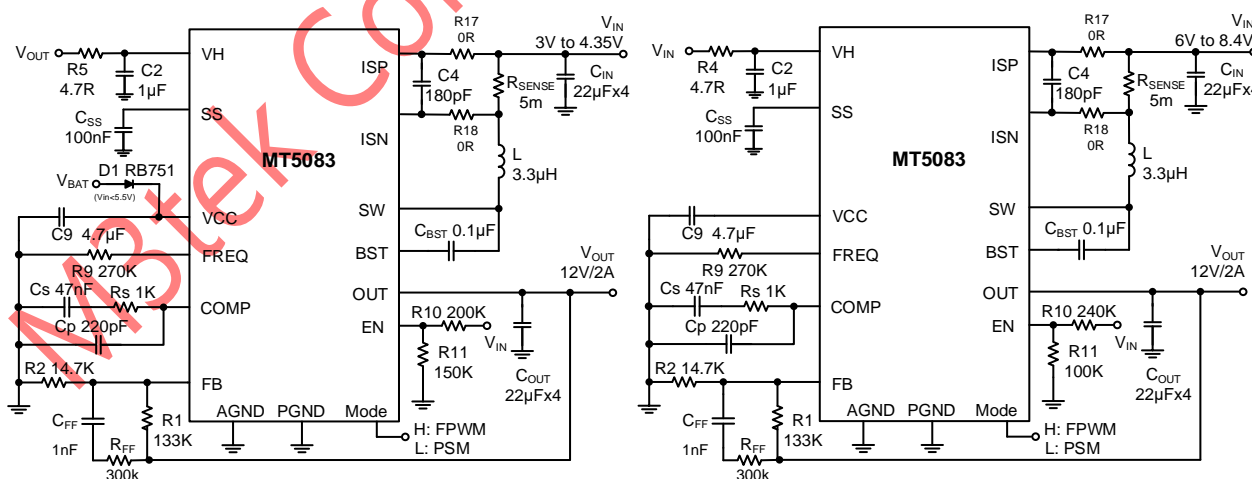 M3tek Co
VOUT
R5
4.7R
C2
1µF
CSS
100nF
D1 RB751
VBAT
(Vin<5.5V)
C9 4.7µF
R9 270K
Cs 47nF
Rs 1K
Cp 220pF
R2 14.7K
CFF
1nF
RFF
300k
R1
133K
VH
SS
VCC
FREQ
COMP
FB
MT5083
AGND
PGND
Mode
ISP
ISN
SW
BST
OUT
EN
R17
0R
C4
180pF
R18
0R
RSENSE
5m
CIN
22µFx4
VIN
3V to 4.35V
L
3.3µH
CBST 0.1µF
VOUT
12V/2A
R10 200K
VIN
R11
150K
COUT
22µFx4
H: FPWM
L: PSM
VIN
R4
4.7R
C2
1µF
CSS
100nF
C9 4.7µF
R9 270K
Cs 47nF
Rs 1K
Cp 220pF
R2 14.7K
CFF
1nF
RFF
300k
R1
133K
VH
SS
VCC
FREQ
COMP
FB
MT5083
AGND
PGND
Mode
ISP
ISN
SW
BST
OUT
EN
R17
0R
C4
180pF
R18
0R
RSENSE
5m
CIN
22µFx4
VIN
6V to 8.4V
L
3.3µH
CBST 0.1µF
VOUT
12V/2A
R10 240K
VIN
R11
100K
COUT
22µFx4
H: FPWM
L: PSM